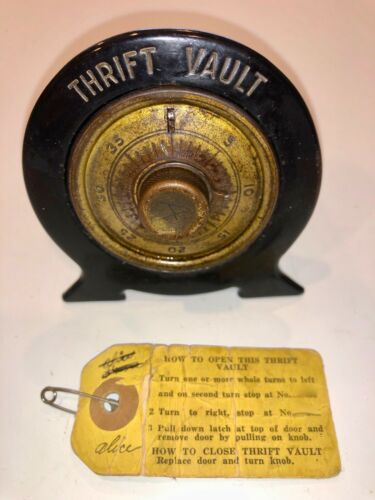 THRIFT VAULT
5
10
15
20
25
30
35
HOW TO OPEN THIS THRIFT
VAULT
1 Turn one or more whole turns to left
and on second turn stop at No.
2 Turn to right, stop at No.
3 Pull down latch at top of door and
remove door by pulling on knob.
HOW TO CLOSE THRIFT VAULT
Replace door and turn knob.
alice